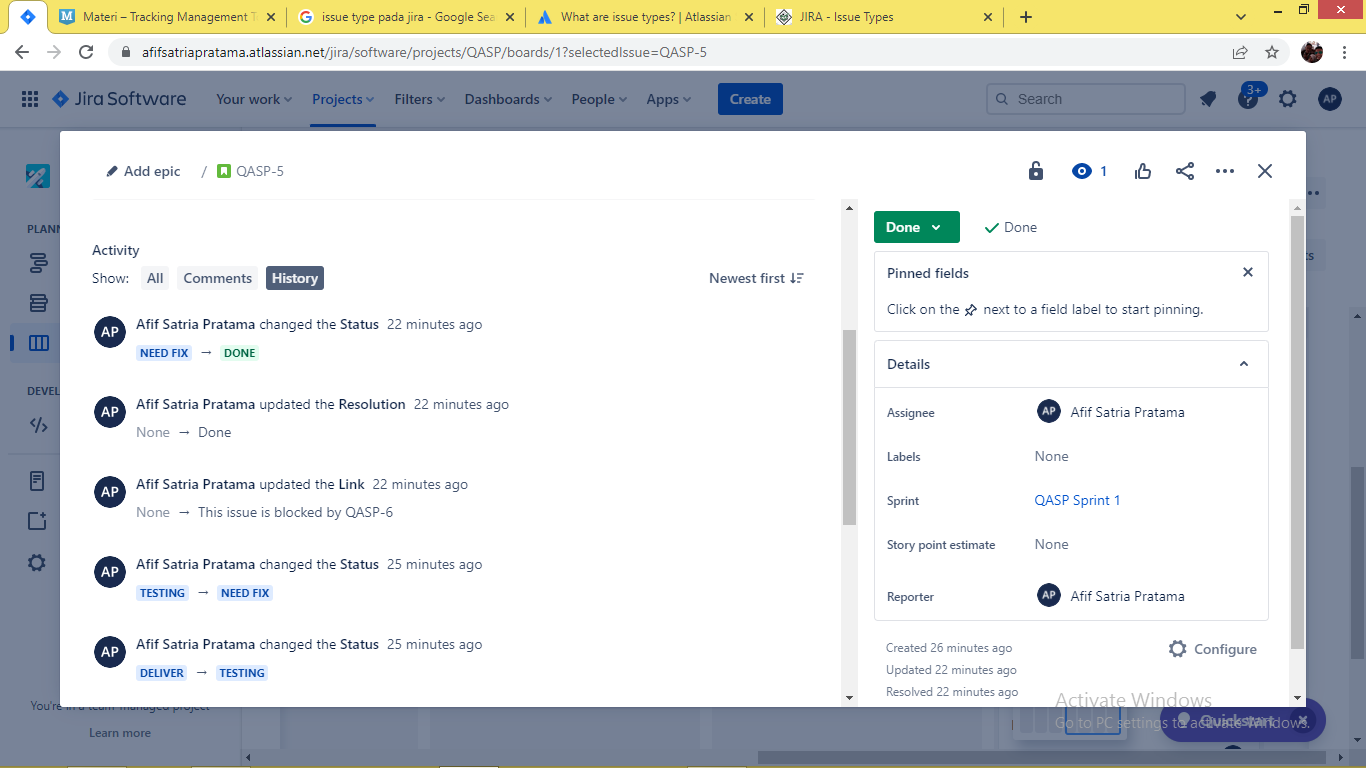 Materi – Tracking Management T
issue type pada jira - Google Sea
What are issue types? | Atlassian
JIRA - Issue Types
afifsatriapratama.atlassian.net/jira/software/projects/QASP/boards/1?selectedIssue=QASP-5
Jira Software
Your work
Projects
Filters
Dashboards
People
Apps
Create
Search
3+
AP
Add epic / QASP-5
1
PLANN
DEVEL
Activity
Show: All Comments History
Newest first
AP
Afif Satria Pratama changed the Status 22 minutes ago
NEED FIX → DONE
AP
Afif Satria Pratama updated the Resolution 22 minutes ago
None → Done
AP
Afif Satria Pratama updated the Link 22 minutes ago
None → This issue is blocked by QASP-6
AP
Afif Satria Pratama changed the Status 25 minutes ago
TESTING → NEED FIX
AP
Afif Satria Pratama changed the Status 25 minutes ago
DELIVER → TESTING
Done
Done
Pinned fields
Click on the next to a field label to start pinning.
Details
Assignee AP Afif Satria Pratama
Labels None
Sprint QASP Sprint 1
Story point estimate None
Reporter AP Afif Satria Pratama
Created 26 minutes ago
Configure
Updated 22 minutes ago
Resolved 22 minutes ago
You're in a team-managed project
Learn more
Quickstart
Activate Windows
Go to PC settings to activate Windows.